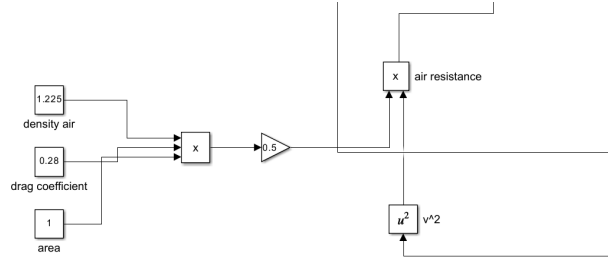 x
air resistance
1.225
density air
x
0.5
0.28
drag coefficient
1
area
u²
v^2